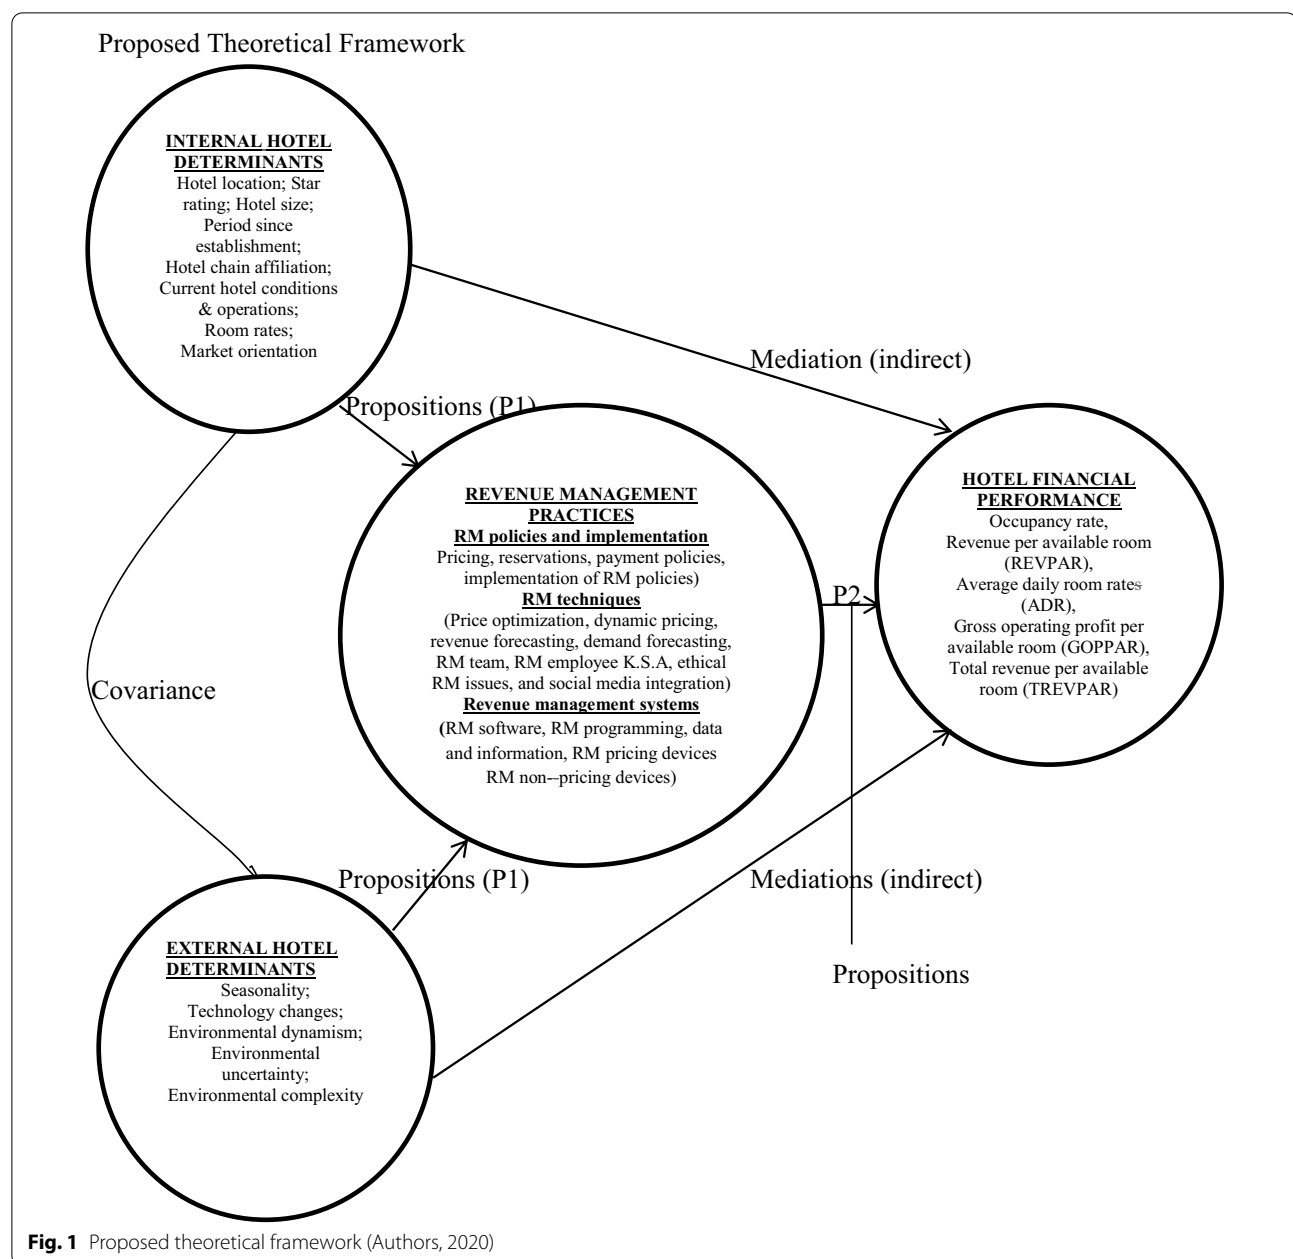 Proposed Theoretical Framework
INTERNAL HOTEL
DETERMINANTS
Hotel location; Star
rating; Hotel size;
Period since
establishment;
Hotel chain affiliation;
Current hotel conditions
& operations;
Room rates;
Market orientation
Mediation (indirect)
Propositions (P1)
REVENUE MANAGEMENT
PRACTICES
RM policies and implementation
Pricing, reservations, payment policies,
implementation of RM policies)
RM techniques
(Price optimization, dynamic pricing,
revenue forecasting, demand forecasting,
RM team, RM employee K.S.A, ethical
RM issues, and social media integration)
Revenue management systems
(RM software, RM programming, data
and information, RM pricing devices
RM non--pricing devices)
P2
HOTEL FINANCIAL
PERFORMANCE
Occupancy rate,
Revenue per available room
(REVPAR),
Average daily room rates
(ADR),
Gross operating profit per
available room (GOPPAR),
Total revenue per available
room (TREVPAR)
Covariance
Propositions (P1)
Mediations (indirect)
Propositions
EXTERNAL HOTEL
DETERMINANTS
Seasonality;
Technology changes;
Environmental dynamism;
Environmental
uncertainty;
Environmental complexity
Fig. 1 Proposed theoretical framework (Authors, 2020)